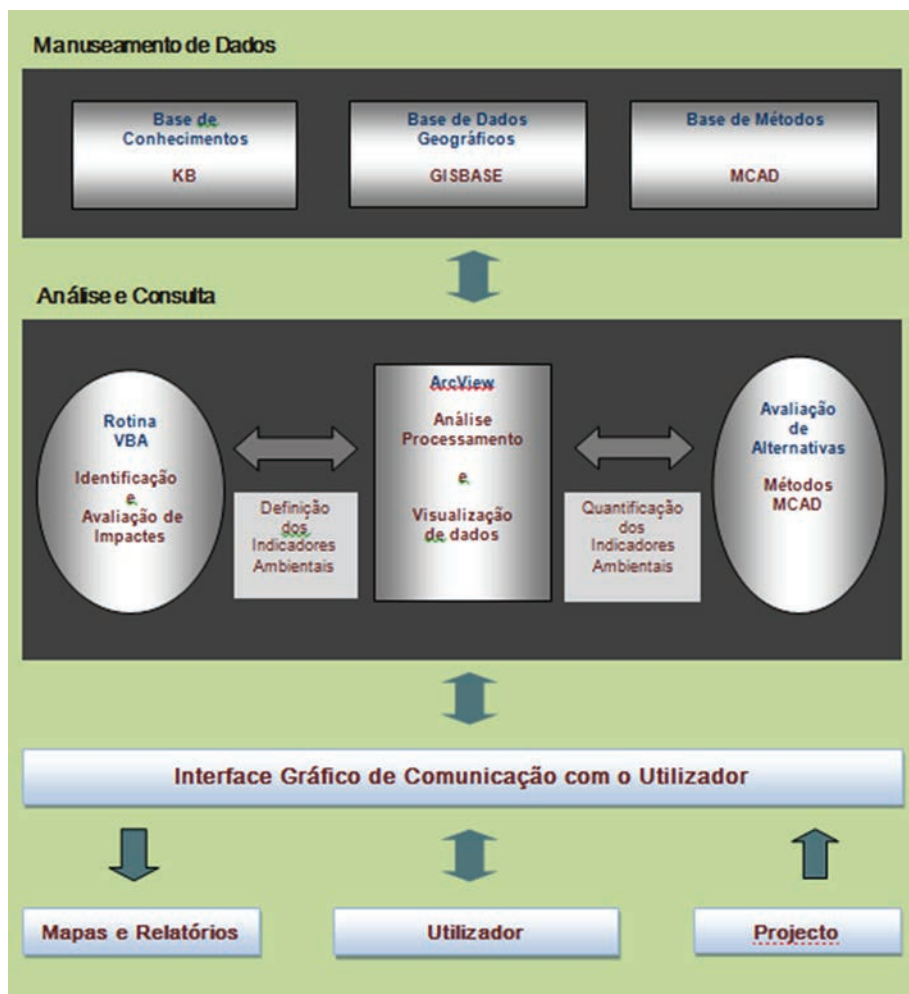 Manuseamento de Dados
Base de
Conhecimentos
KB
Base de Dados
Geográficos
GISBASE
Base de Métodos
MCAD
Análise e Consulta
Rotina
VBA
Identificação
e
Avaliação de
Impactes
Definição
dos
Indicadores
Ambientais
ArcView
Análise
Processamento
e
Visualização
de dados
Quantificação
dos
Indicadores
Ambientais
Avaliação
de
Alternativas
Métodos
MCAD
Interface Gráfico de Comunicação com o Utilizador
Mapas e Relatórios
Utilizador
Projecto